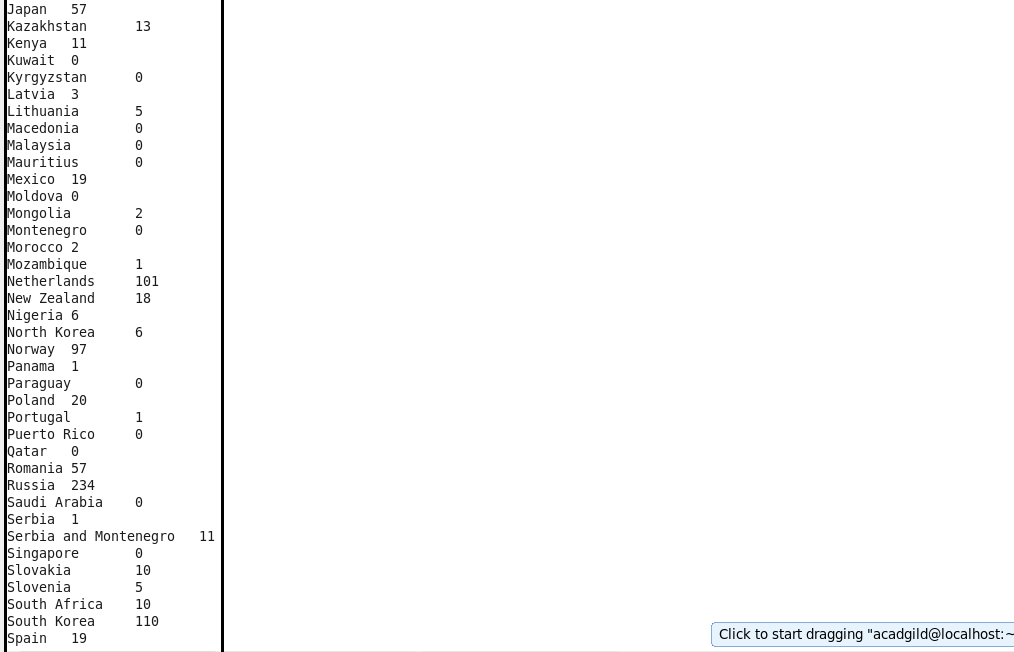 Japan	57
Kazakhstan	13
Kenya	11
Kuwait	0
Kyrgyzstan	0
Latvia	3
Lithuania	5
Macedonia	0
Malaysia	0
Mauritius	0
Mexico	19
Moldova	0
Mongolia	2
Montenegro	0
Morocco	2
Mozambique	1
Netherlands	101
New Zealand	18
Nigeria	6
North Korea	6
Norway	97
Panama	1
Paraguay	0
Poland	20
Portugal	1
Puerto Rico	0
Qatar	0
Romania	57
Russia	234
Saudi Arabia	0
Serbia	1
Serbia and Montenegro	11
Singapore	0
Slovakia	10
Slovenia	5
South Africa	10
South Korea	110
Spain	19
Click to start dragging "acadgild@localhost:~